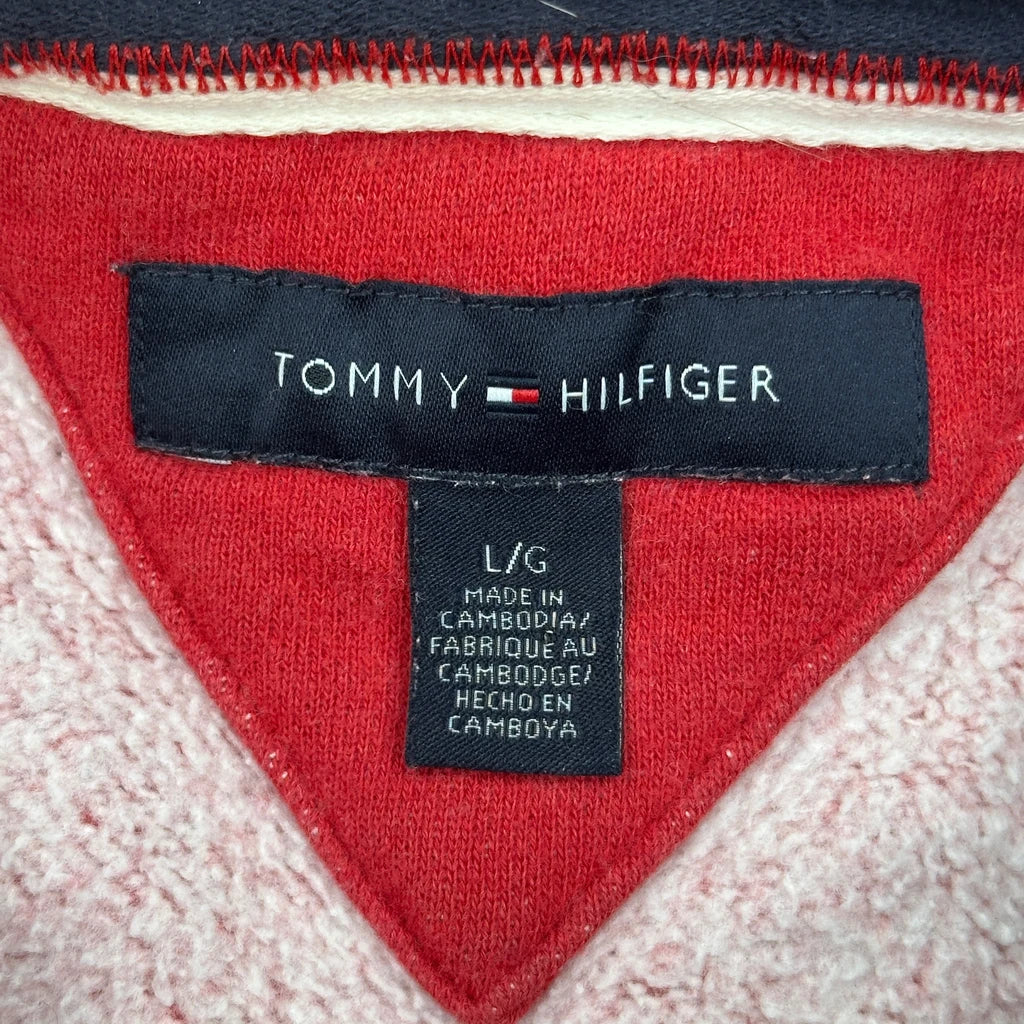 TOMMY HILFIGER
L/G
MADE IN
CAMBODIA/
FABRIQUÉ AU
CAMBODGE/
HECHO EN
CAMBOYA